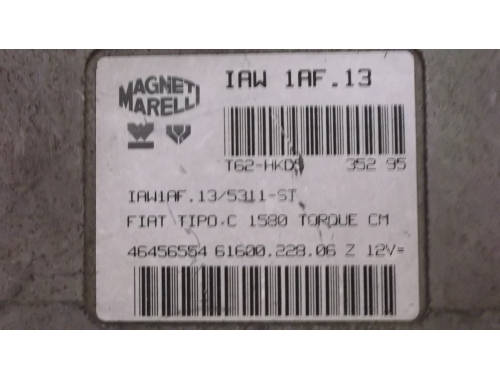 MAGNETI
MARELLI
IAW 1AF.13
T62-HKD5 352 95
IAW1AF.13/5311-ST
FIAT TIPO.C 1580 TORQUE CM
46456554 61600.228.06 Z 12V=